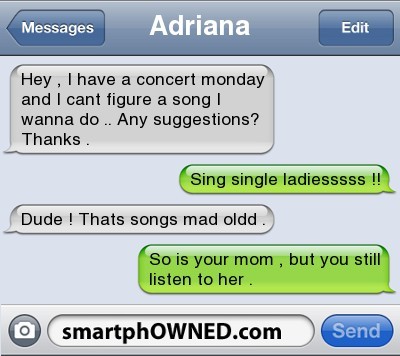 Messages
Adriana
Edit
Hey , I have a concert monday
and I cant figure a song I
wanna do .. Any suggestions?
Thanks .
Sing single ladiesssss !!
Dude ! Thats songs mad oldd .
So is your mom , but you still
listen to her .
smartphOWNED.com
Send